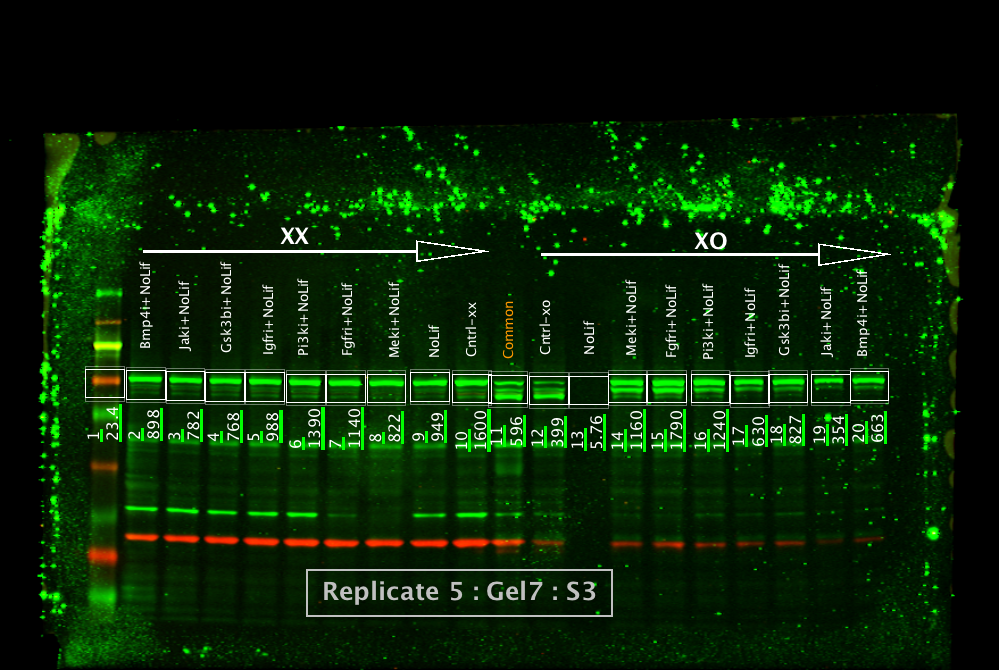 XX
XO
Bmp4i+NoLif
Jaki+NoLif
Gsk3bi+NoLif
Igfri+NoLif
Pi3ki+NoLif
Fgfri+NoLif
Meki+NoLif
NoLif
Cntrl-xx
Common
Cntrl-xo
NoLif
Meki+NoLif
Fgfri+NoLif
Pi3ki+NoLif
Igfri+NoLif
Gsk3bi+NoLif
Jaki+NoLif
Bmp4i+NoLif
1
23.4
2
898
3
782
4
768
5
988
6
1390
7
1140
8
822
9
949
10
1600
11
596
12
399
13
5.76
14
1160
15
1790
16
1240
17
630
18
827
19
354
20
663
Replicate 5 : Gel7 : S3